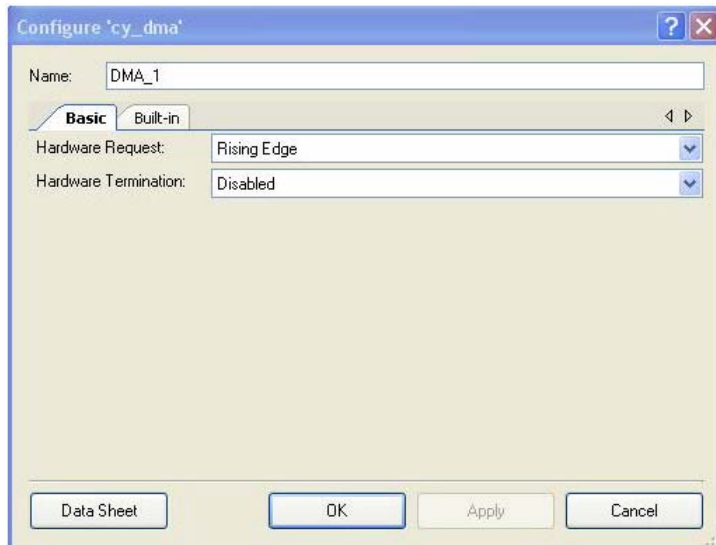 Configure 'cy_dma'
Name: DMA_1
Basic Built-in
Hardware Request: Rising Edge
Hardware Termination: Disabled
Data Sheet OK Apply Cancel